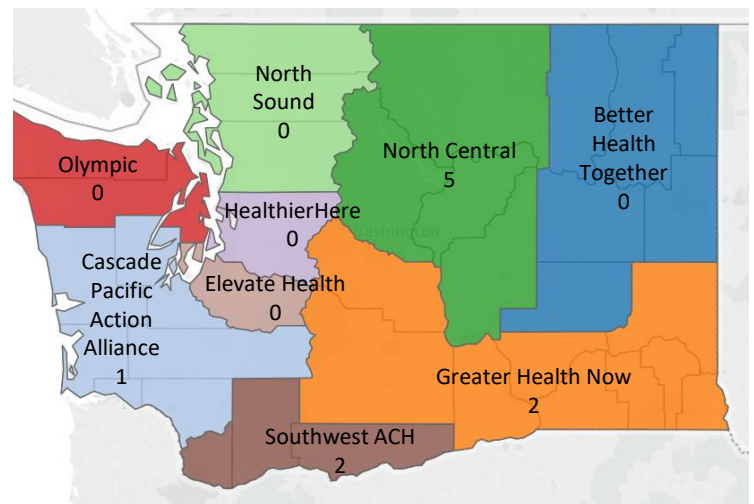 North
Sound
0
Better
Health
Together
0
North Central
5
Olympic
0
HealthierHere
0
Washington
Cascade
Pacific
Action
Alliance
1
Elevate Health
0
Greater Health Now
2
Southwest ACH
2